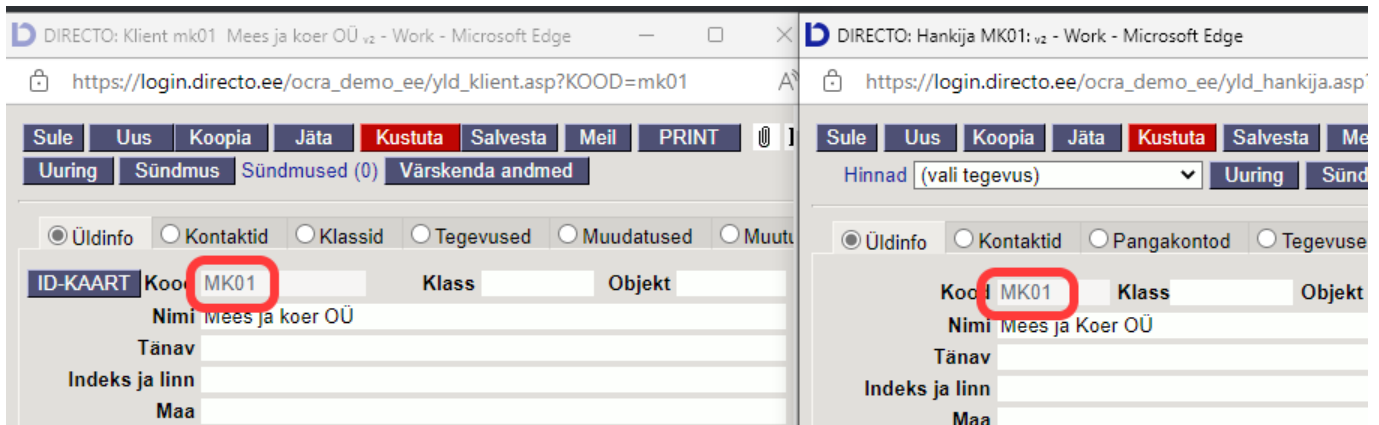 DIRECTO: Klient mk01 Mees ja koer OÜ v2 - Work - Microsoft Edge
https://login.directo.ee/ocra_demo_ee/yld_klient.asp?KOOD=mk01
Sule Uus Koopia Jäta Kustuta Salvesta Meil PRINT
Uuring Sündmus Sündmused (0) Värskenda andmed
Üldinfo Kontaktid Klassid Tegevused Muudatused Muutu
ID-KAART Kood MK01 Klass Objekt
Nimi Mees ja koer OÜ
Tänav
Indeks ja linn
Maa
DIRECTO: Hankija MK01: v2 - Work - Microsoft Edge
https://login.directo.ee/ocra_demo_ee/yld_hankija.asp?
Sule Uus Koopia Jäta Kustuta Salvesta Me
Hinnad (vali tegevus) Uuring Sünd
Üldinfo Kontaktid Pangakontod Tegevuse
Kood MK01 Klass Objekt
Nimi Mees ja Koer OÜ
Tänav
Indeks ja linn
Maa